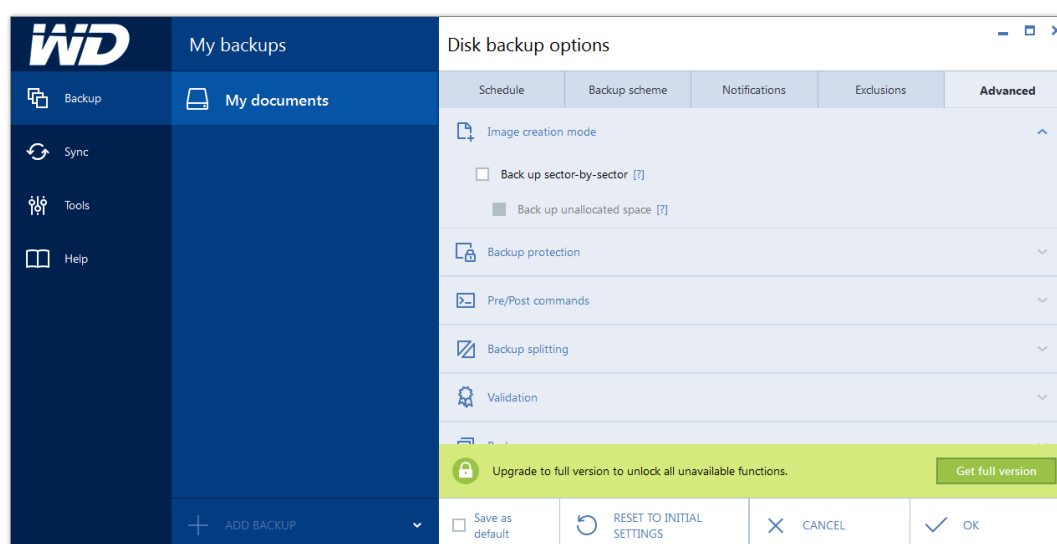 WD
My backups
Disk backup options
Backup
Sync
Tools
Help
My documents
ADD BACKUP
Schedule
Backup scheme
Notifications
Exclusions
Advanced
Image creation mode
Back up sector-by-sector [?]
Back up unallocated space [?]
Backup protection
Pre/Post commands
Backup splitting
Validation
Upgrade to full version to unlock all unavailable functions.
Get full version
Save as
default
RESET TO INITIAL
SETTINGS
CANCEL
OK